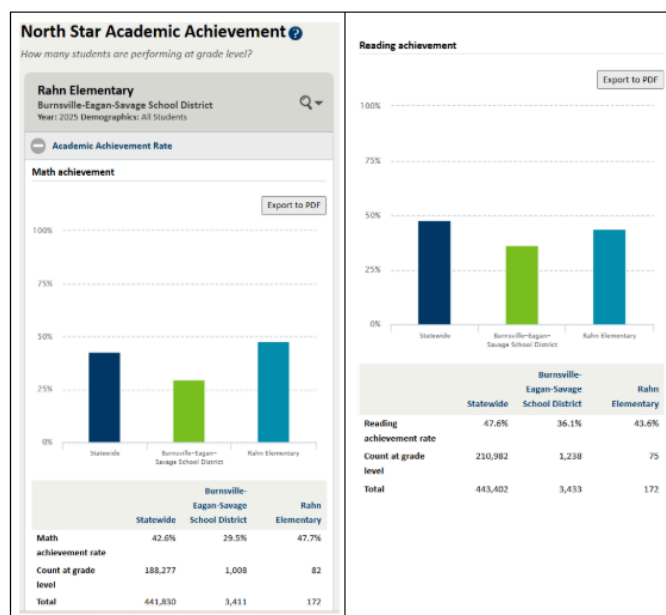 North Star Academic Achievement ?
How many students are performing at grade level?
Rahn Elementary
Burnsville-Eagan-Savage School District
Year: 2025 Demographics: All Students
Academic Achievement Rate
Math achievement
Export to PDF
100%
75%
50%
25%
0%
Statewide
Burnsville-Eagan-
Savage School District
Rahn Elementary
Burnsville-
Eagan-Savage Rahn
Statewide School District Elementary
Math 42.6% 29.5% 47.7%
achievement rate
Count at grade 188,277 1,008 82
level
Total 441,830 3,411 172
Reading achievement
Export to PDF
100%
75%
50%
25%
0%
Statewide
Burnsville-Eagan-
Savage School District
Rahn Elementary
Burnsville-
Eagan-Savage Rahn
Statewide School District Elementary
Reading 47.6% 36.1% 43.6%
achievement rate
Count at grade 210,982 1,238 75
level
Total 443,402 3,433 172